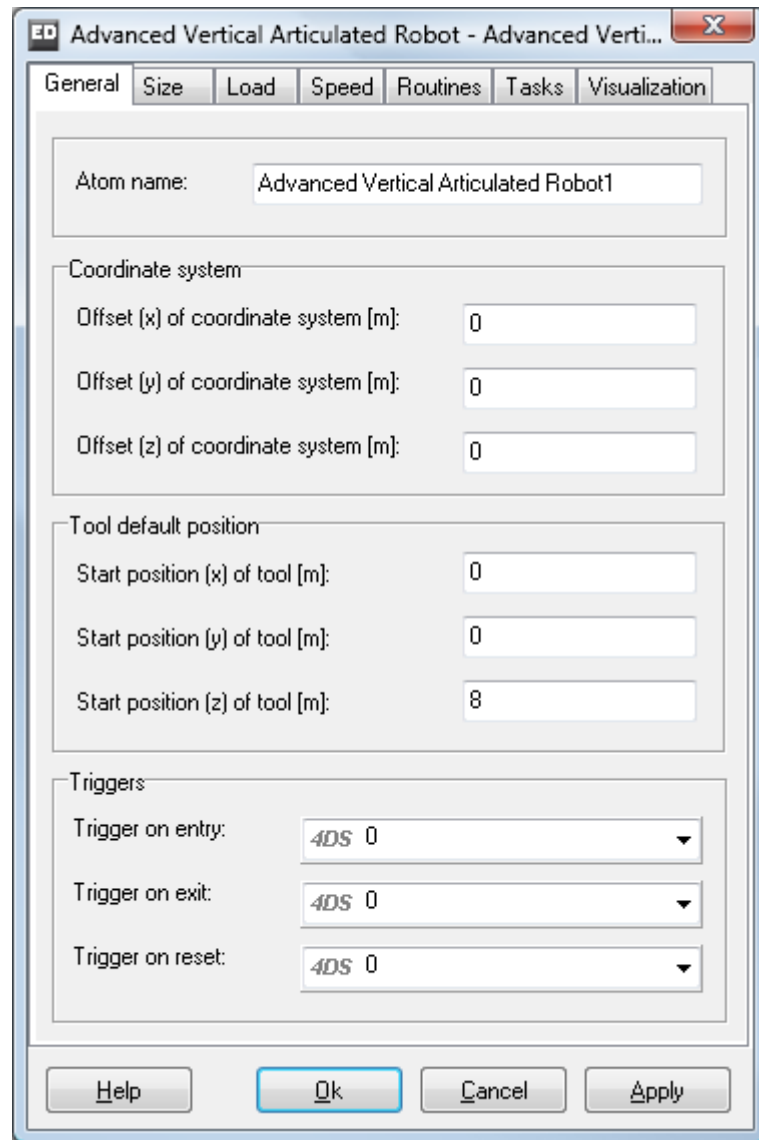 ED Advanced Vertical Articulated Robot - Advanced Verti...
General Size Load Speed Routines Tasks Visualization
Atom name: Advanced Vertical Articulated Robot1
Coordinate system
Offset (x) of coordinate system [m]: 0
Offset (y) of coordinate system [m]: 0
Offset (z) of coordinate system [m]: 0
Tool default position
Start position (x) of tool [m]: 0
Start position (y) of tool [m]: 0
Start position (z) of tool [m]: 8
Triggers
Trigger on entry: 4DS 0
Trigger on exit: 4DS 0
Trigger on reset: 4DS 0
Help Ok Cancel Apply